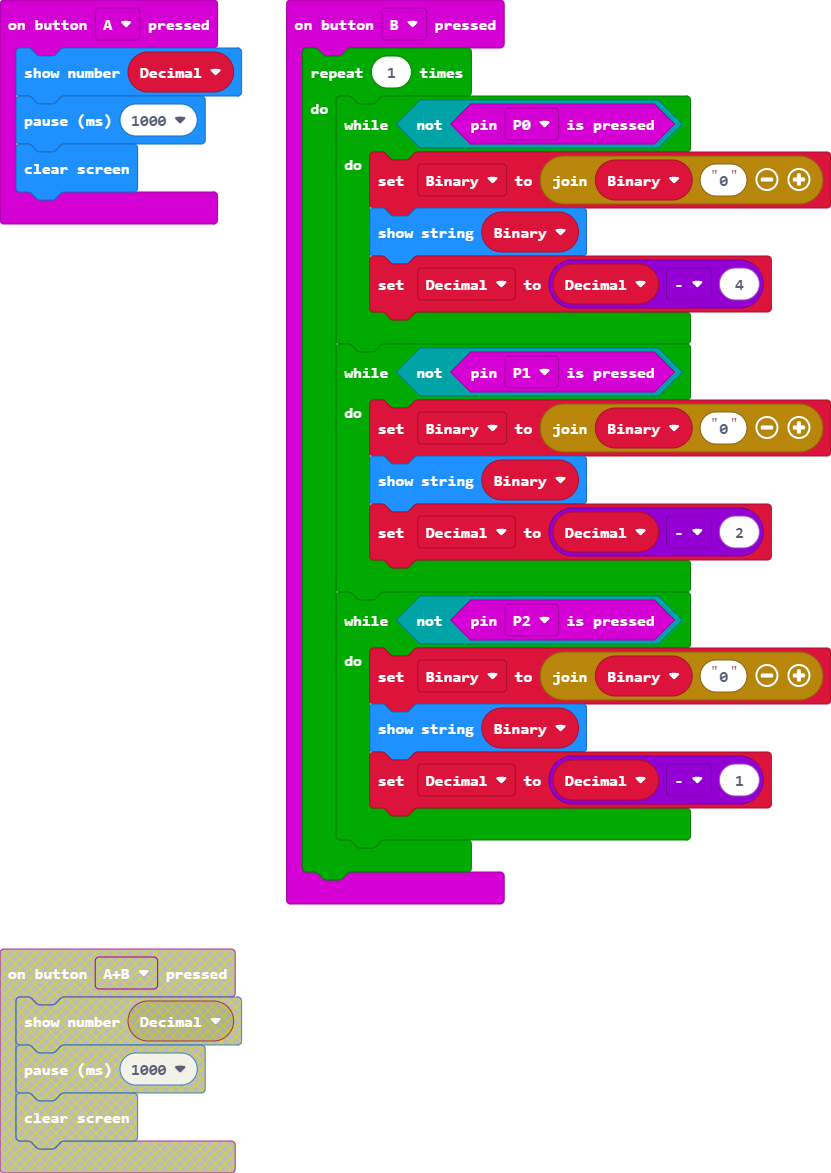 on button A pressed
show number Decimal
pause (ms) 1000
clear screen
on button B pressed
repeat 1 times
do
while not pin P0 is pressed
do
set Binary to join Binary "0"
show string Binary
set Decimal to Decimal - 4
while not pin P1 is pressed
do
set Binary to join Binary "0"
show string Binary
set Decimal to Decimal - 2
while not pin P2 is pressed
do
set Binary to join Binary "0"
show string Binary
set Decimal to Decimal - 1
on button A+B pressed
show number Decimal
pause (ms) 1000
clear screen